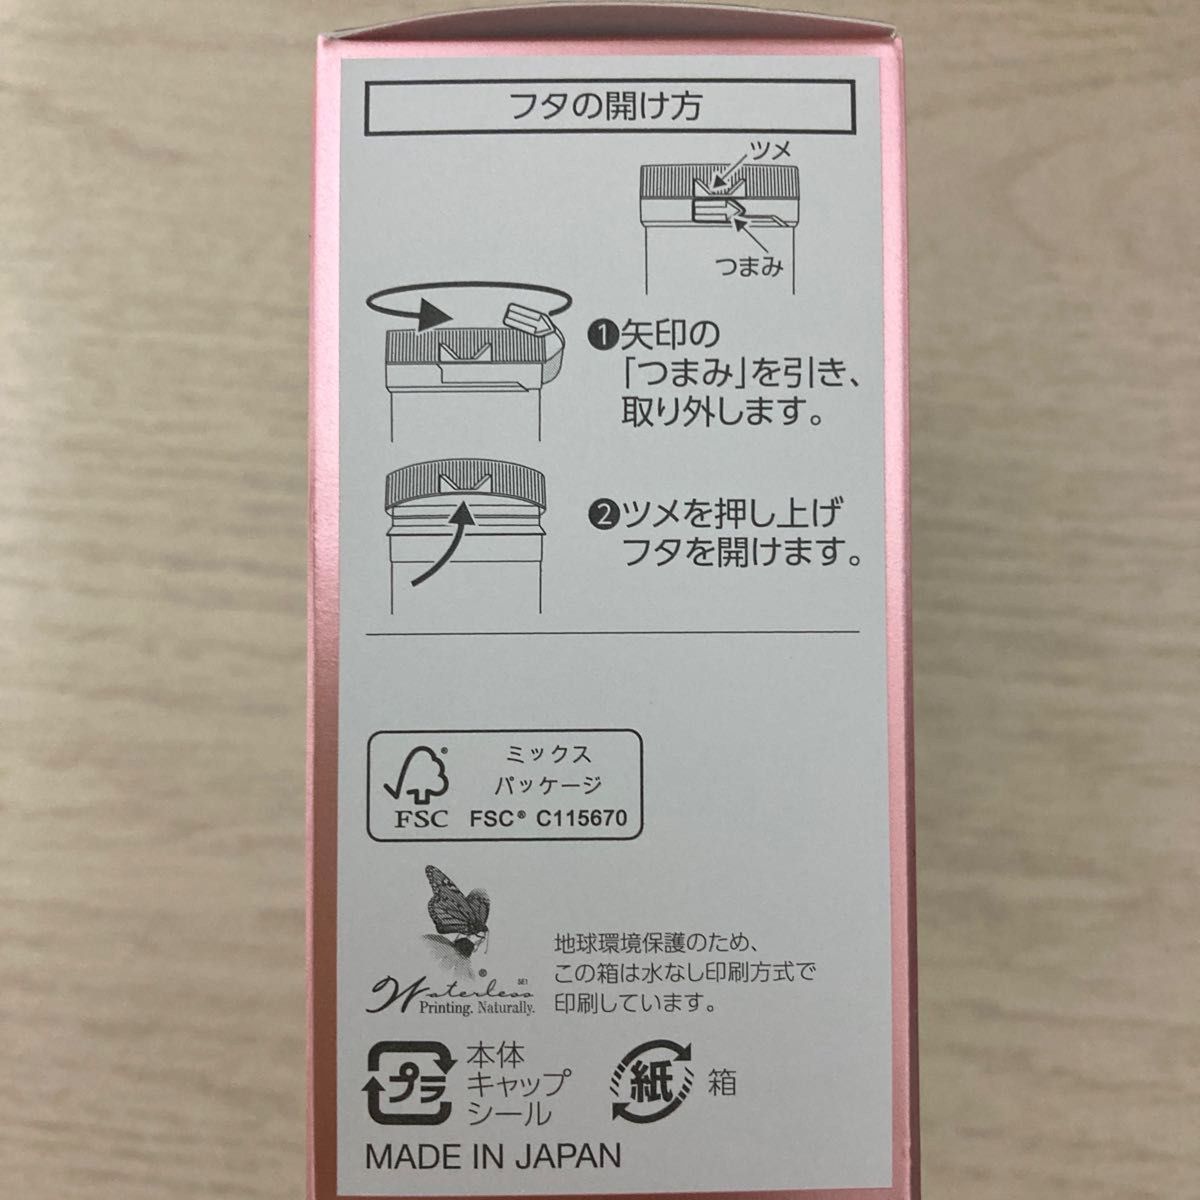 フタの開け方
ツメ
つまみ
❶矢印の
「つまみ」を引き、
取り外します。
❷ツメを押し上げ
フタを開けます。
FSC®
ミックス
パッケージ
FSC® C115670
Waterless®
Printing. Naturally.
地球環境保護のため、
この箱は水なし印刷方式で
印刷しています。
プラ
本体
キャップ
シール
紙
箱
MADE IN JAPAN